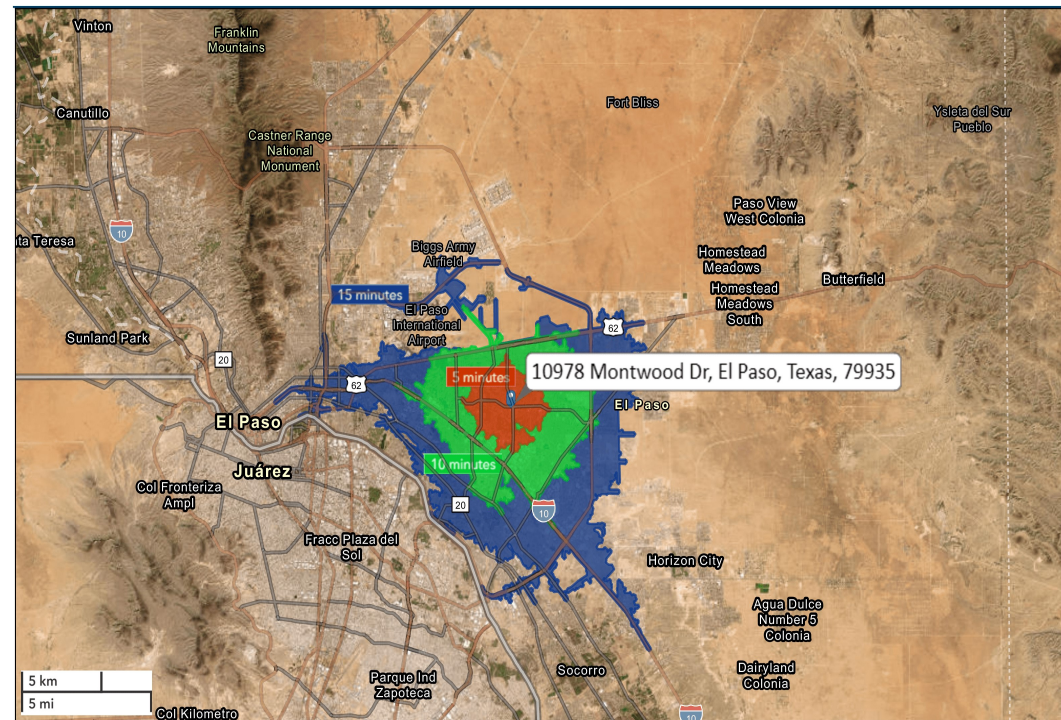 Vinton
Franklin
Mountains
Fort Bliss
Canutillo
Ysleta del Sur
Pueblo
Castner Range
National
Monument
Paso View
West Colonia
10
nta Teresa
Biggs Army
Airfield
Homestead
Meadows
Butterfield
Homestead
Meadows
South
15 minutes
El Paso
International
Airport
62
Sunland Park
20
5 minutes
10978 Montwood Dr, El Paso, Texas, 79935
62
El Paso
El Paso
10 minutes
Juárez
Col Fronteriza
Ampl
20
10
Fracc Plaza del
Sol
Horizon City
Agua Dulce
Number 5
Colonia
Socorro
Dairyland
Colonia
Parque Ind
Zapoteca
5 km
5 mi
Col Kilometro
10